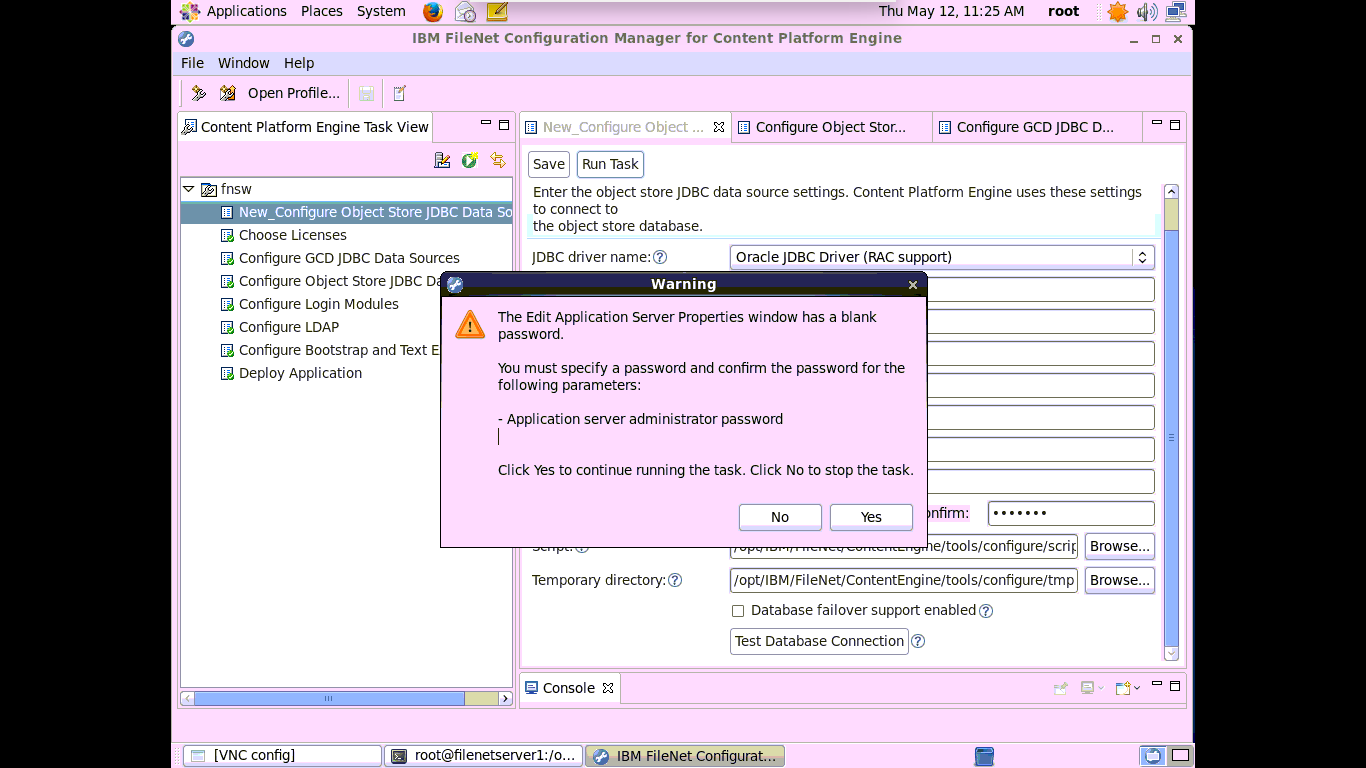 Applications Places System Thu May 12, 11:25 AM root
IBM FileNet Configuration Manager for Content Platform Engine
File Window Help
Open Profile...
Content Platform Engine Task View
New_Configure Object ...
Configure Object Stor...
Configure GCD JDBC D...
fnsw
New_Configure Object Store JDBC Data So
Choose Licenses
Configure GCD JDBC Data Sources
Configure Object Store JDBC Da
Configure Login Modules
Configure LDAP
Configure Bootstrap and Text E
Deploy Application
Save Run Task
Enter the object store JDBC data source settings. Content Platform Engine uses these settings
to connect to
the object store database.
JDBC driver name: Oracle JDBC Driver (RAC support)
Warning
The Edit Application Server Properties window has a blank
password.
You must specify a password and confirm the password for the
following parameters:
- Application server administrator password
Click Yes to continue running the task. Click No to stop the task.
No Yes
onfirm: •••••••
Script: /opt/IBM/FileNet/ContentEngine/tools/configure/scrip Browse...
Temporary directory: /opt/IBM/FileNet/ContentEngine/tools/configure/tmp Browse...
Database failover support enabled
Test Database Connection
Console
[VNC config] root@filenetserver1:/o... IBM FileNet Configurat...